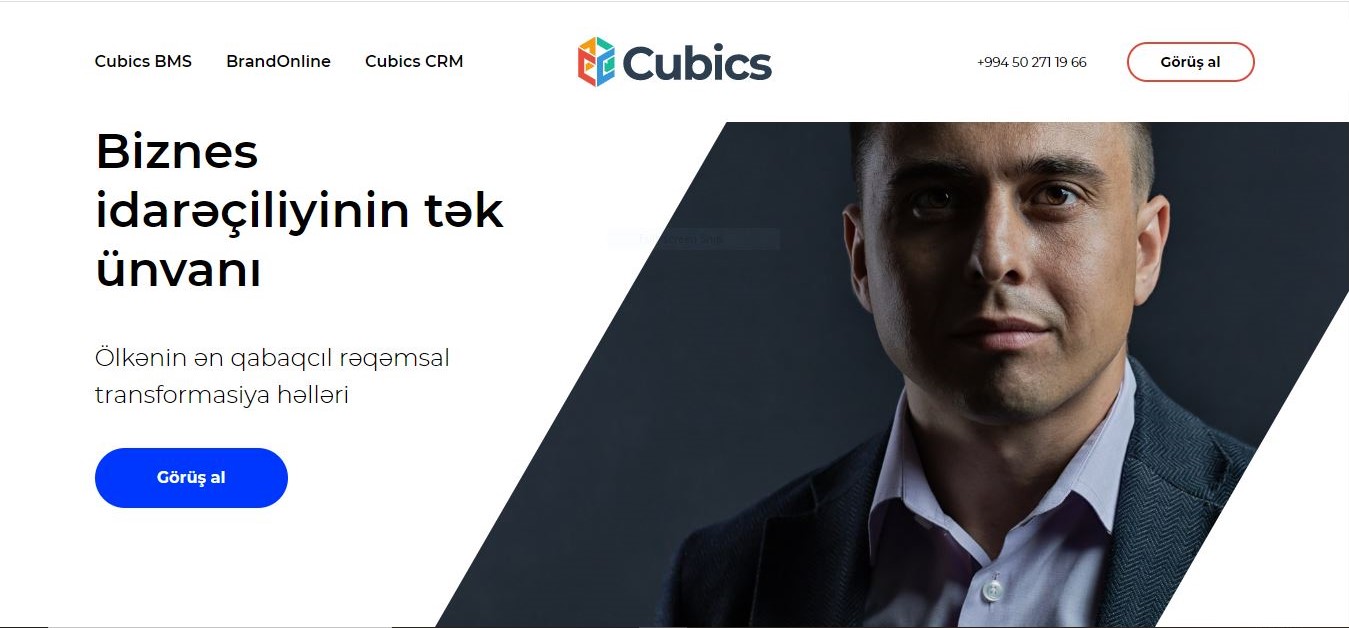 Cubics BMS BrandOnline Cubics CRM
Cubics
+994 50 271 19 66
Görüş al
Biznes
idarəçiliyinin tək
ünvanı
Ölkənin ən qabaqcıl rəqəmsal
transformasiya həlləri
Görüş al